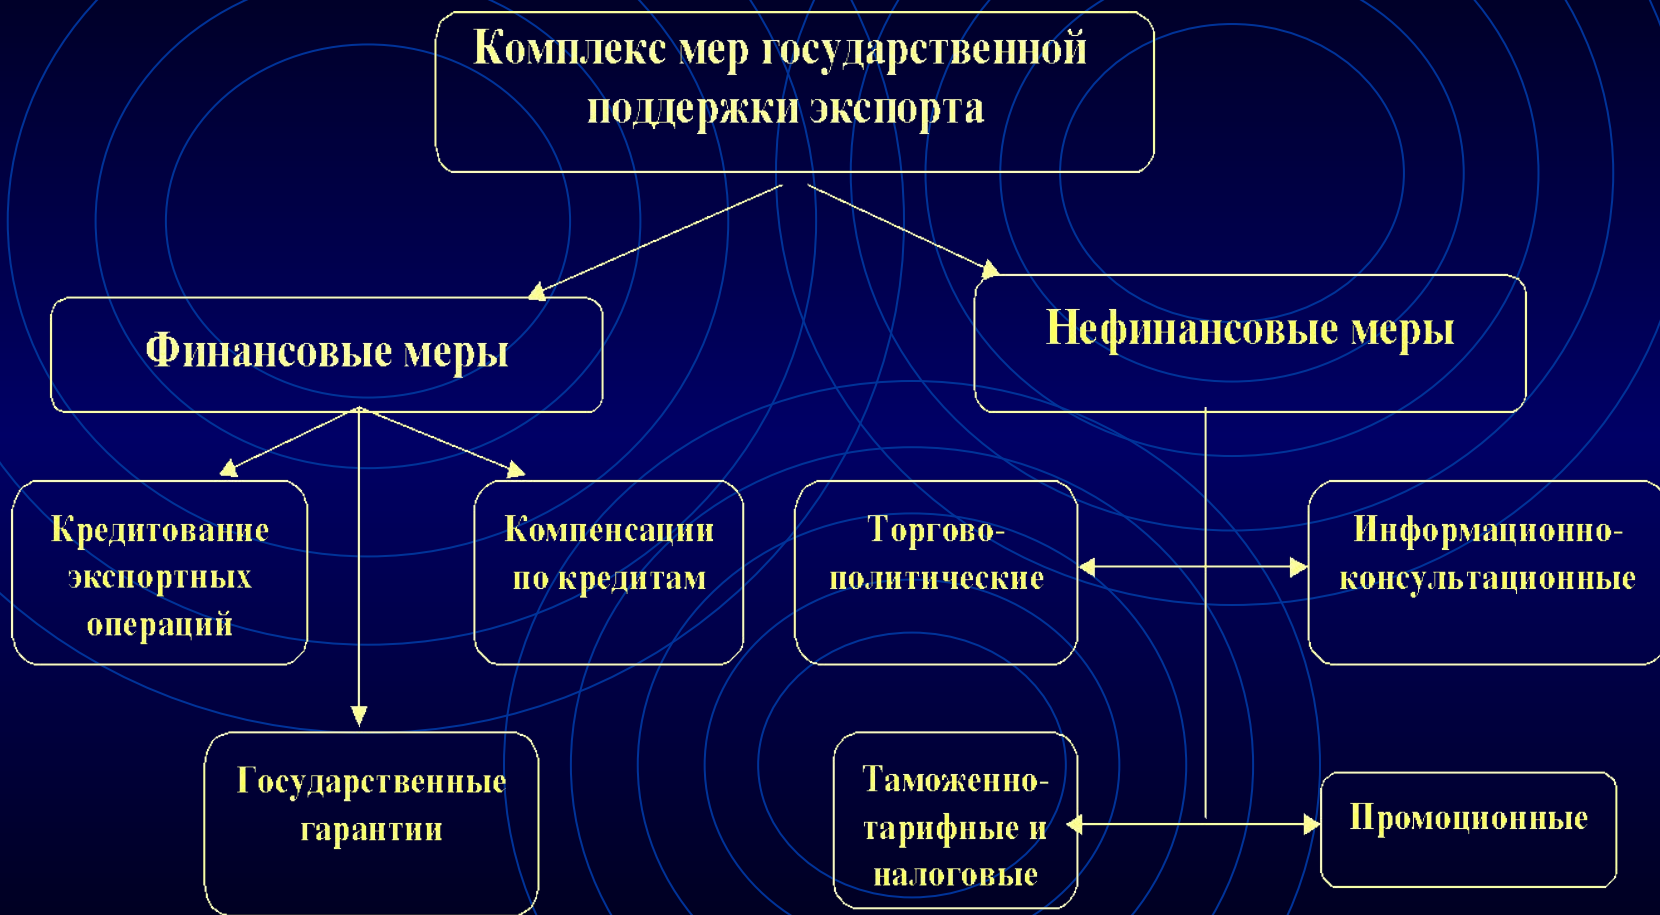 Комплекс мер государственной
поддержки экспорта
Финансовые меры
Нефинансовые меры
Кредитование
экспортных
операций
Компенсации
по кредитам
Торгово-
политические
Информационно-
консультационные
Государственные
гарантии
Таможенно-
тарифные и
налоговые
Промоционные